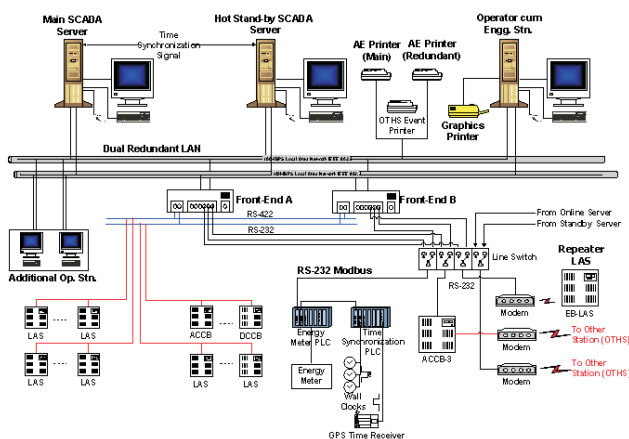 Main SCADA
Server
Time
Synchronization
Signal
Hot Stand-by SCADA
Server
AE Printer
(Main)
AE Printer
(Redundant)
Operator cum
Engg. Stn.
OTHS Event
Printer
Graphics
Printer
Dual Redundant LAN
Front-End A
Front-End B
RS-422
RS-232
From Online Server
From Standby Server
Line Switch
Repeater
LAS
Additional Op. Stn.
RS-232 Modbus
RS-232
Modem
EB-LAS
LAS
LAS
ACCB
DCCB
Energy
Meter PLC
Time
Synchronization
PLC
ACCB-3
Modem
To Other
Station (OTHS)
LAS
LAS
LAS
LAS
Energy
Meter
Wall
Clocks
Modem
To Other
Station (OTHS)
GPS Time Receiver